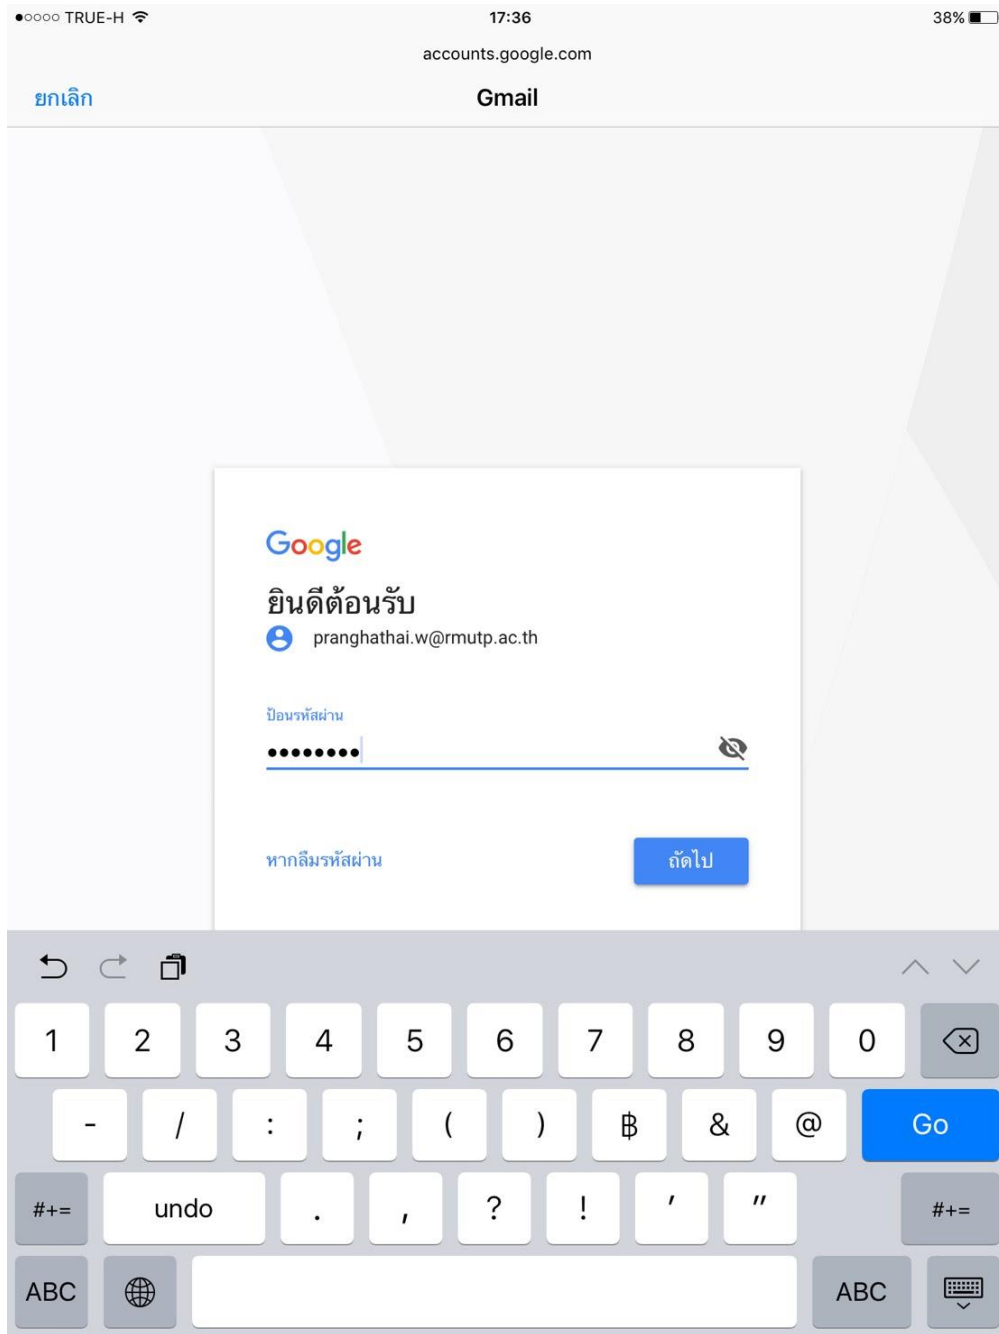 TRUE-H 17:36 38%
accounts.google.com
ยกเลิก Gmail
Google
ยินดีต้อนรับ
pranghathai.w@rmutp.ac.th
ป้อนรหัสผ่าน
••••••••
หากลืมรหัสผ่าน ถัดไป
1 2 3 4 5 6 7 8 9 0
- / : ; ( ) ฿ & @ Go
#+= undo . , ? ! ' " #+=
ABC ABC